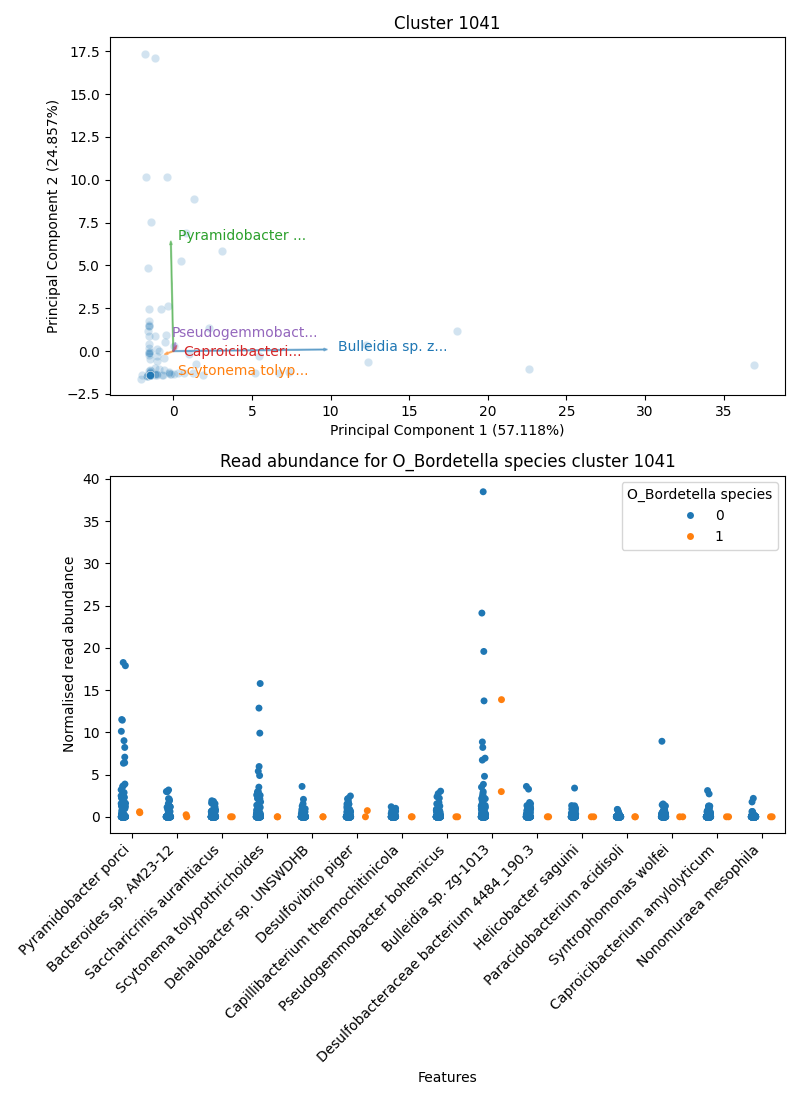 Cluster 1041
17.5
15.0
12.5
10.0
7.5
5.0
2.5
0.0
−2.5
Principal Component 2 (24.857%)
Pyramidobacter ...
Pseudogemmobact...
Bulleidia sp. z...
Caproicibacteri...
Scytonema tolyp...
0 5 10 15 20 25 30 35
Principal Component 1 (57.118%)
Read abundance for O_Bordetella species cluster 1041
40
35
30
25
20
15
10
5
0
Normalised read abundance
O_Bordetella species
0
1
Pyramidobacter porci
Bacteroides sp. AM23-12
Saccharicrinis aurantiacus
Scytonema tolypothrichoides
Dehalobacter sp. UNSWDHB
Desulfovibrio piger
Capillibacterium thermochitinicola
Pseudogemmobacter bohemicus
Bulleidia sp. zg-1013
Desulfobacteraceae bacterium 4484_190.3
Helicobacter saguini
Paracidobacterium acidisoli
Syntrophomonas wolfei
Caproicibacterium amylolyticum
Nonomuraea mesophila
Features